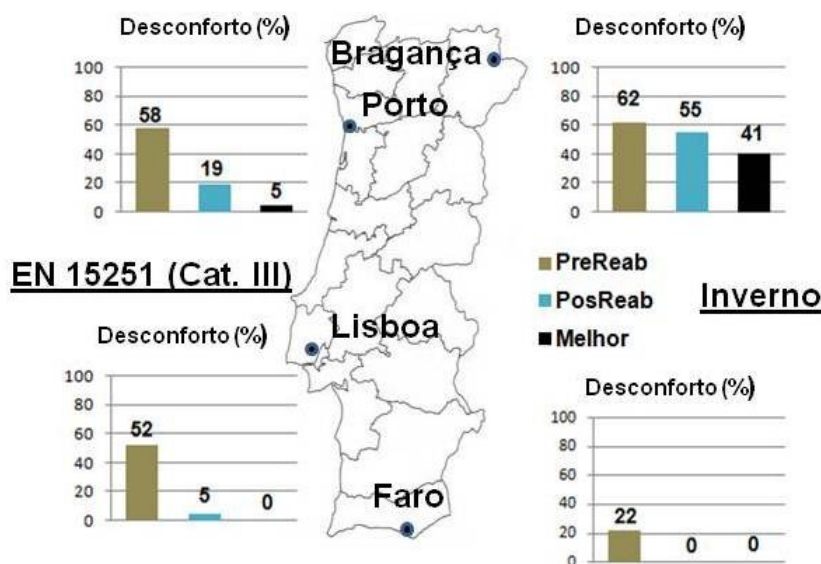 Desconforto (%)
100
80
60
40
20
0
58
19
5
Bragança
Porto
Desconforto (%)
100
80
60
40
20
0
62
55
41
EN 15251 (Cat. III)
PreReab
PosReab
Melhor
Inverno
Lisboa
Desconforto (%)
100
80
60
40
20
0
52
5
0
Faro
Desconforto (%)
100
80
60
40
20
0
22
0
0